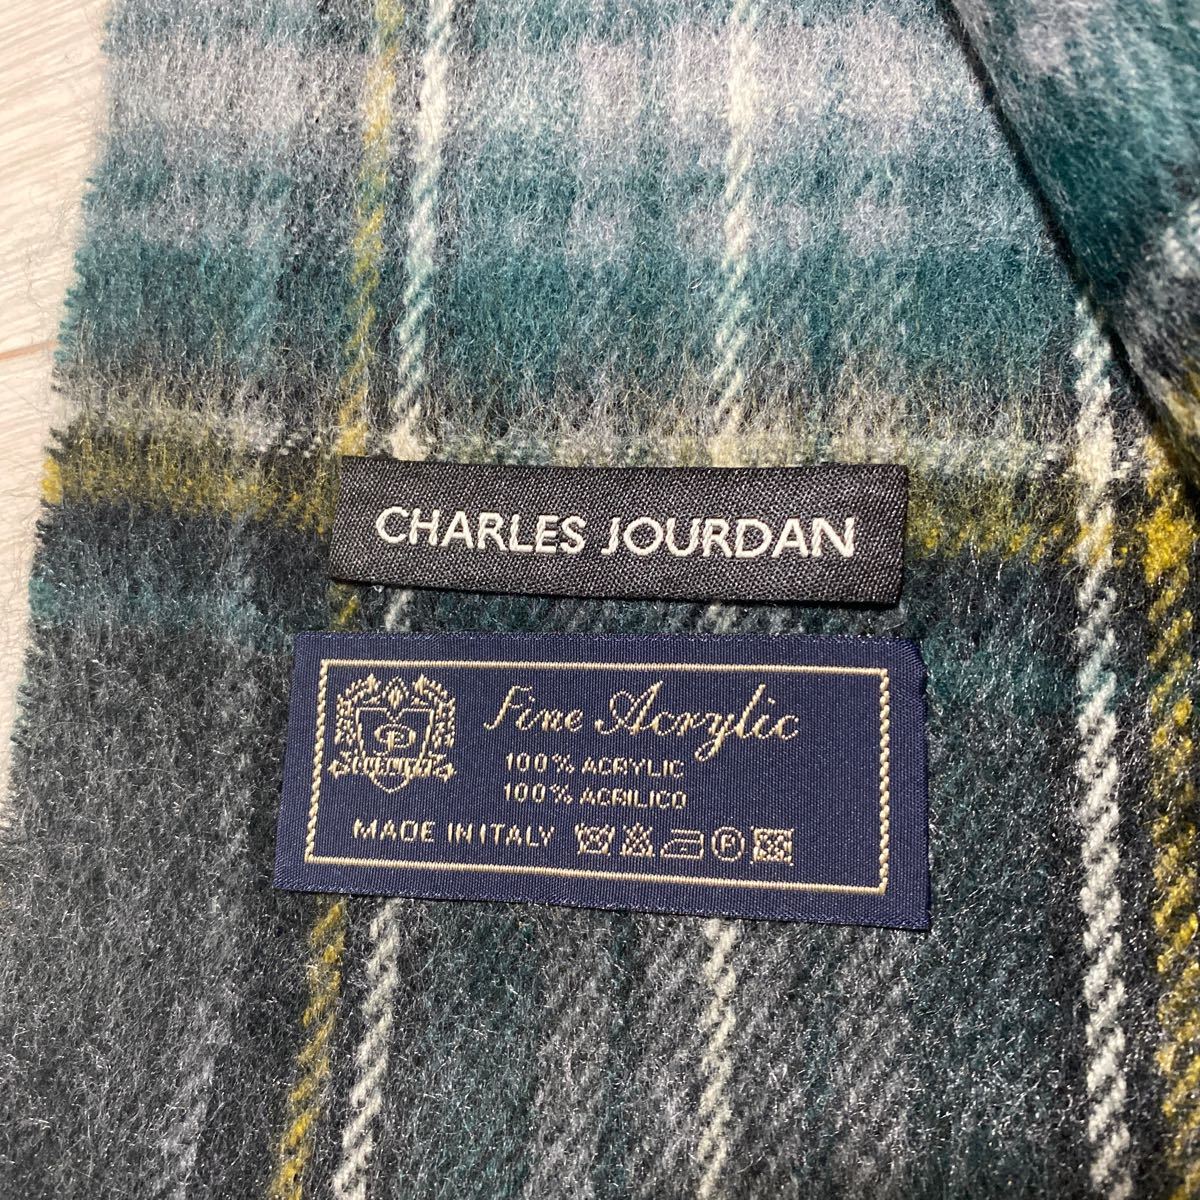 CHARLES JOURDAN
Fine Acrylic
100% ACRYLIC
100% ACRILICO
MADE IN ITALY
P